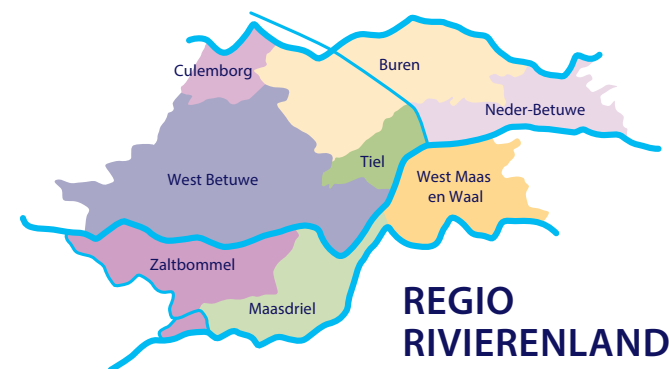 Buren
Culemborg
Neder-Betuwe
Tiel
West Betuwe
West Maas
en Waal
Zaltbommel
Maasdriel
REGIO
RIVIERENLAND